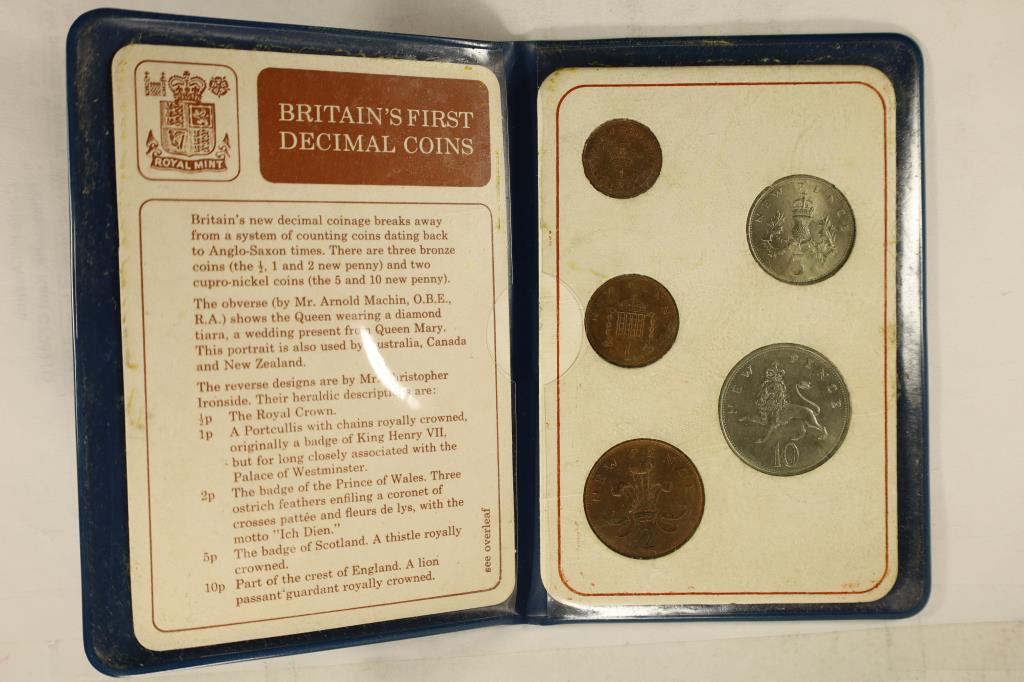 ROYAL MINT
BRITAIN'S FIRST
DECIMAL COINS
Britain's new decimal coinage breaks away
from a system of counting coins dating back
to Anglo-Saxon times. There are three bronze
coins (the ½, 1 and 2 new penny) and two
cupro-nickel coins (the 5 and 10 new penny).
The obverse (by Mr. Arnold Machin, O.B.E.,
R.A.) shows the Queen wearing a diamond
tiara, a wedding present from Queen Mary.
This portrait is also used by Australia, Canada
and New Zealand.
The reverse designs are by Mr. Christopher
Ironside. Their heraldic descriptions are:
½p The Royal Crown.
1p A Portcullis with chains royally crowned,
originally a badge of King Henry VII,
but for long closely associated with the
Palace of Westminster.
2p The badge of the Prince of Wales. Three
ostrich feathers enfiling a coronet of
crosses pattée and fleurs de lys, with the
motto "Ich Dien."
5p The badge of Scotland. A thistle royally
crowned.
10p Part of the crest of England. A lion
passant guardant royally crowned.
see overleaf
NEW PENCE
5
NEW PENCE
10
NEW PENCE
2